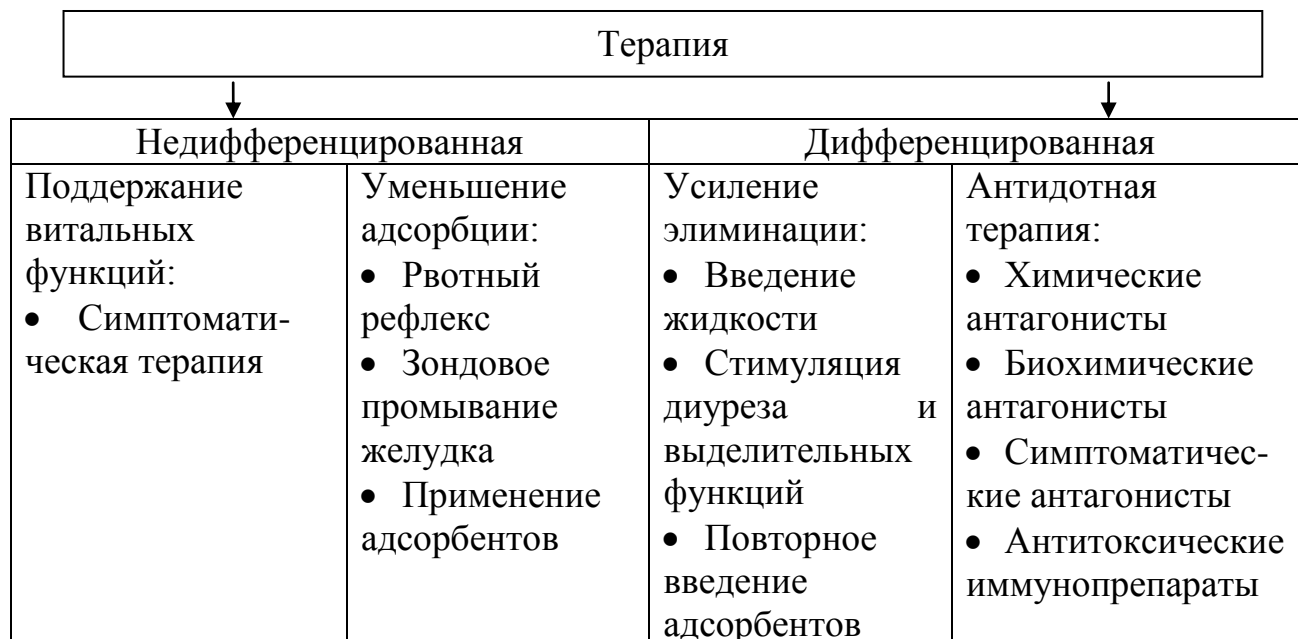 Терапия
Недифференцированная
Дифференцированная
Поддержание
витальных
функций:
• Симптомати-
ческая терапия
Уменьшение
адсорбции:
• Рвотный
рефлекс
• Зондовое
промывание
желудка
• Применение
адсорбентов
Усиление
элиминации:
• Введение
жидкости
• Стимуляция
диуреза и
выделительных
функций
• Повторное
введение
адсорбентов
Антидотная
терапия:
• Химические
антагонисты
• Биохимические
антагонисты
• Симптоматичес-
кие антагонисты
• Антитоксические
иммунопрепараты